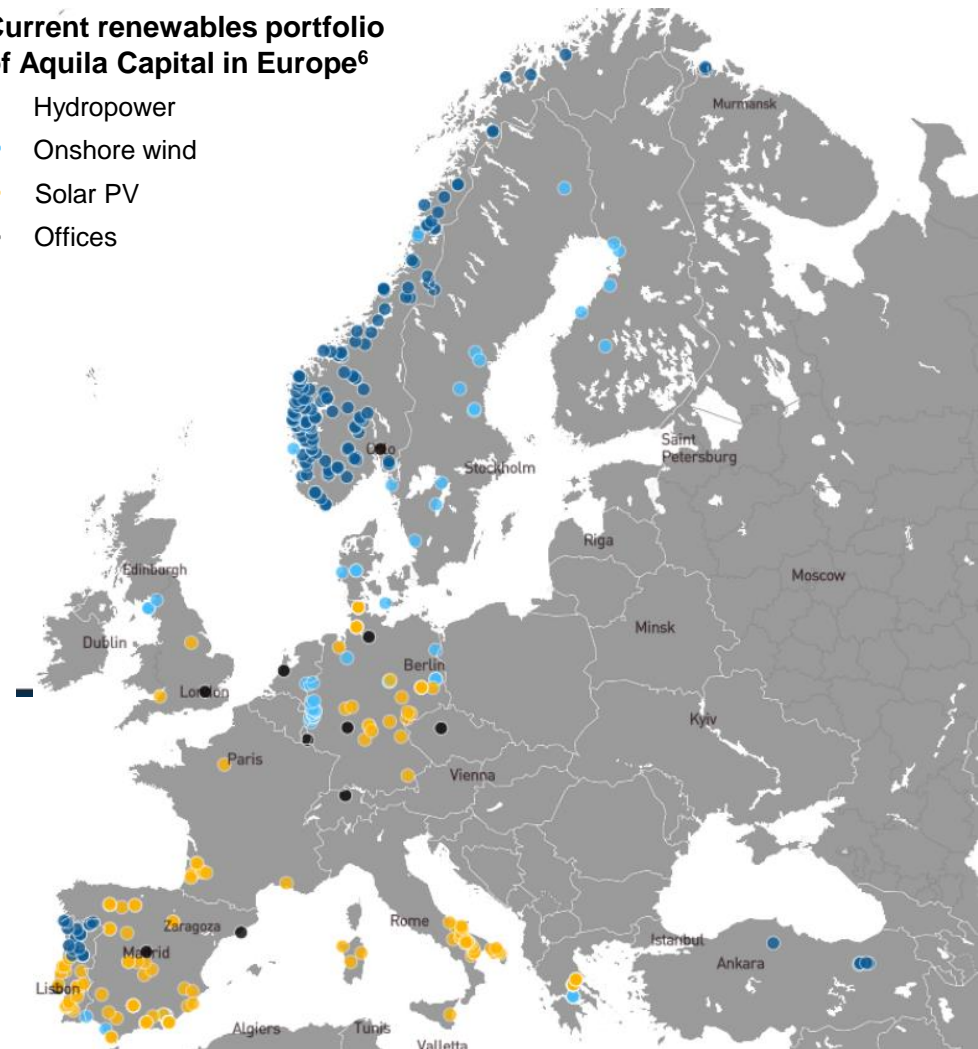 Current renewables portfolio
of Aquila Capital in Europe⁶
Hydropower
Onshore wind
Solar PV
Offices
Murmansk
Oslo
Stockholm
Saint
Petersburg
Riga
Edinburgh
Moscow
Dublin
Minsk
Berlin
London
Kyiv
Paris
Vienna
Zaragoza
Rome
Istanbul
Madrid
Ankara
Lisbon
Algiers
Tunis
Valletta